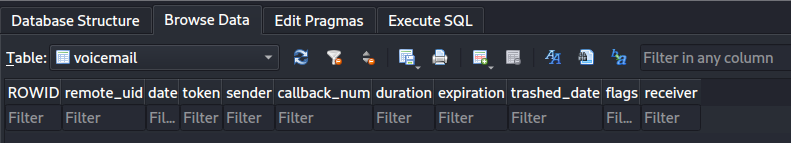 Database Structure Browse Data Edit Pragmas Execute SQL
Table: voicemail Filter in any column
ROWID remote_uid date token sender callback_num duration expiration trashed_date flags receiver
Filter Filter Fil... Filter Filter Filter Filter Filter Filter Fil... Filter